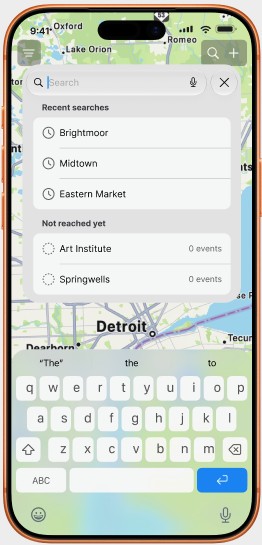 9:41
Oxford
53
Romeo
Lake Orion
Search
Recent searches
Brightmoor
Midtown
Eastern Market
Not reached yet
Art Institute 0 events
Springwells 0 events
Detroit
Dearborn
“The” the to
q w e r t y u i o p
a s d f g h j k l
z x c v b n m
ABC